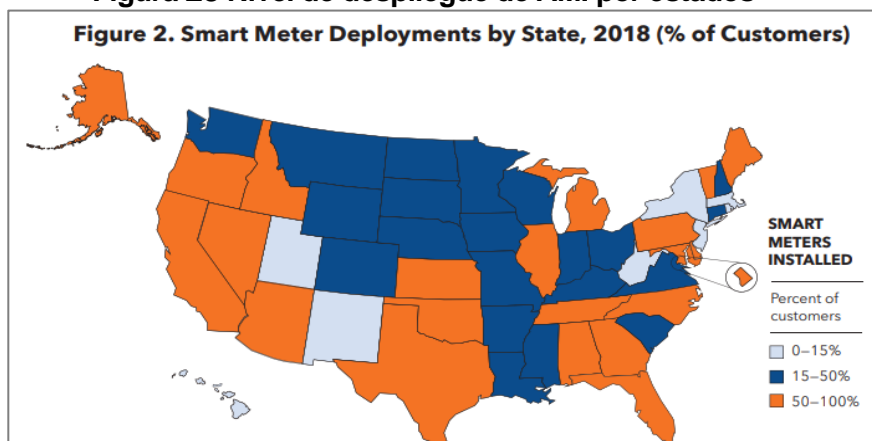 Figure 2. Smart Meter Deployments by State, 2018 (% of Customers)
SMART
METERS
INSTALLED
Percent of
customers
0–15%
15–50%
50–100%